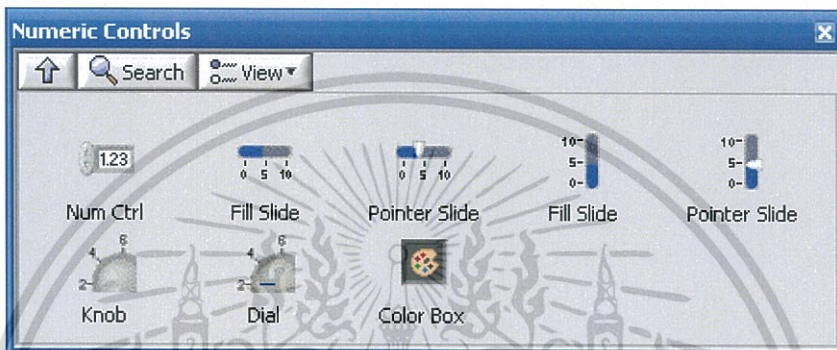 Numeric Controls
Search View
1.23
0 5 10
0 5 10
10-
5-
0-
10-
5-
0-
Num Ctrl Fill Slide Pointer Slide Fill Slide Pointer Slide
2 4 6
2 4 6
Knob Dial Color Box